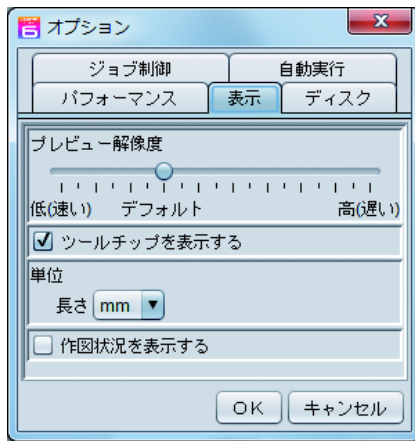 オプション
ジョブ制御 自動実行
パフォーマンス 表示 ディスク
プレビュー解像度
低(速い) デフォルト 高(遅い)
ツールチップを表示する
単位
長さ mm
作図状況を表示する
OK キャンセル